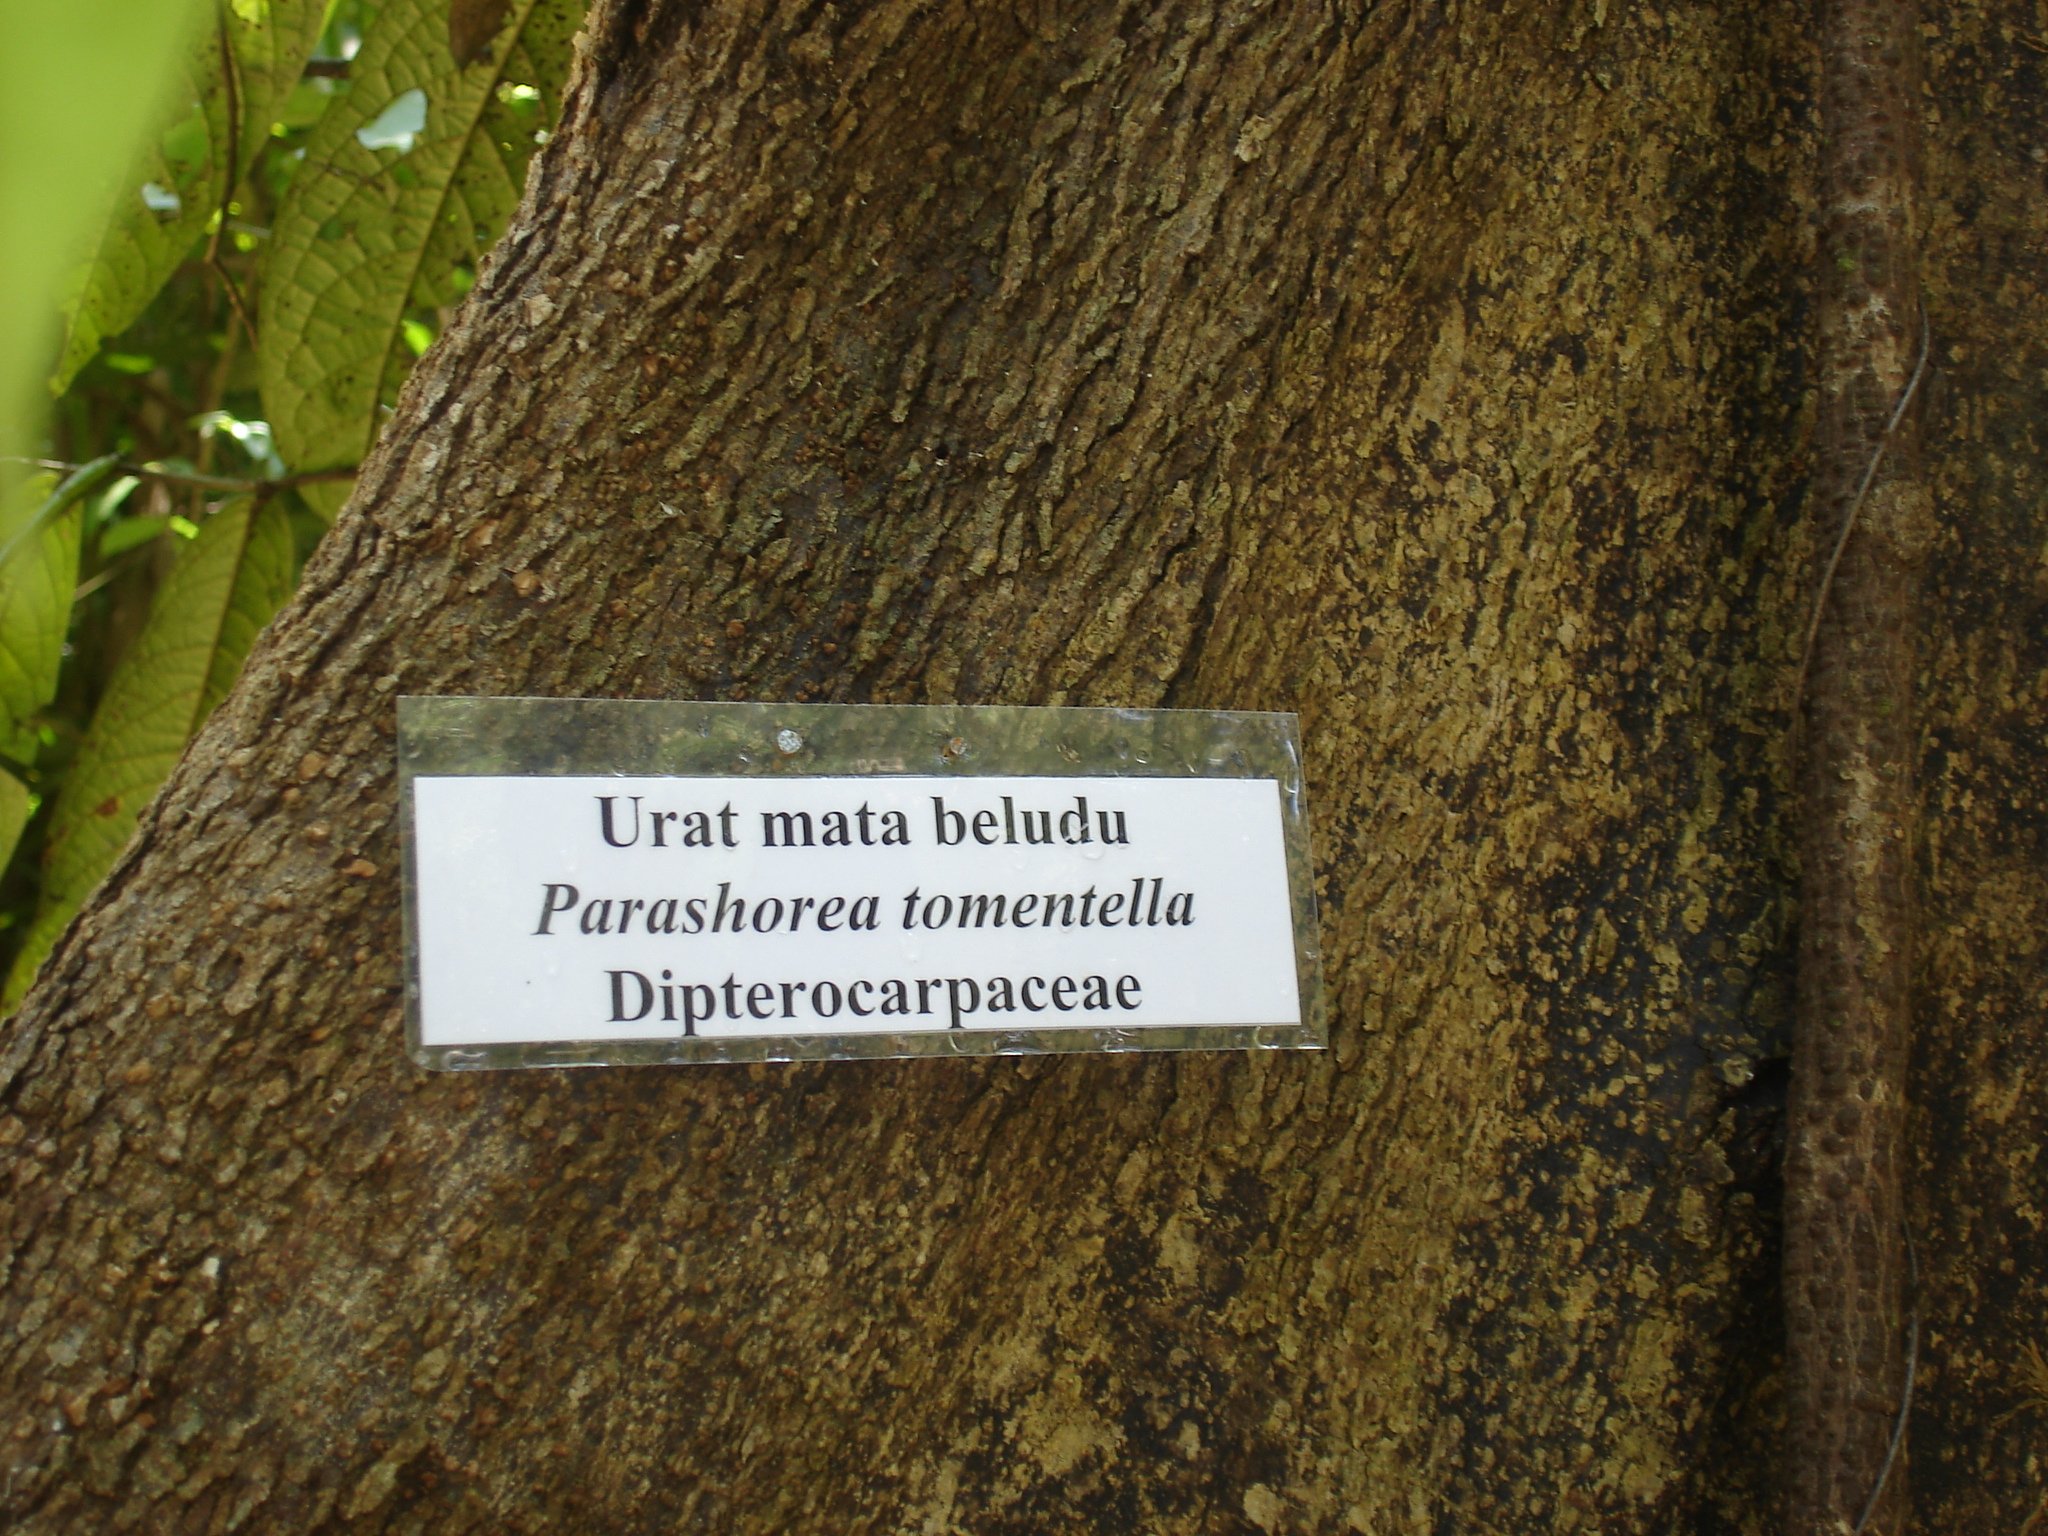 Urat mata beludu
Parashorea tomentella
Dipterocarpaceae